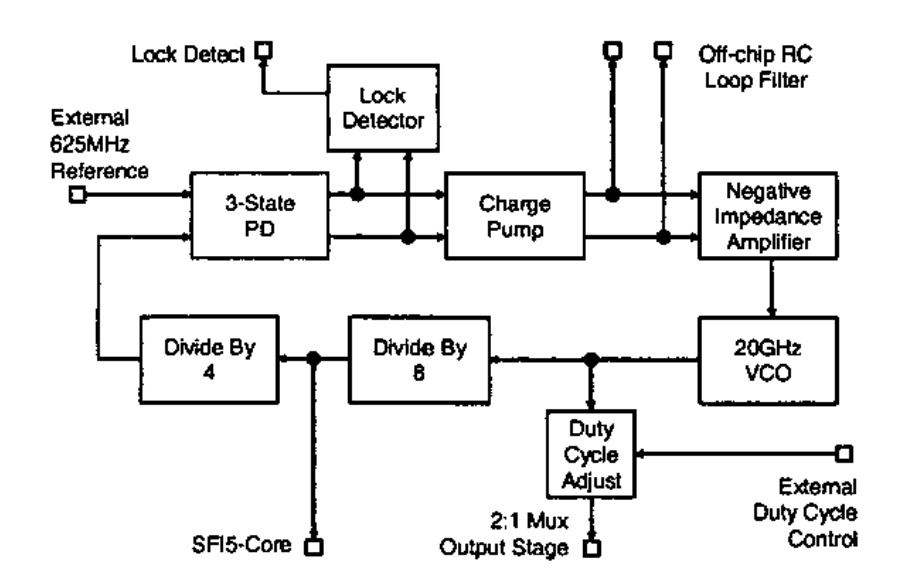 Lock Detect
Off-chip RC
Loop Filter
Lock
Detector
External
625MHz
Reference
3-State
PD
Charge
Pump
Negative
Impedance
Amplifier
Divide By
4
Divide By
8
20GHz
VCO
Duty
Cycle
Adjust
External
Duty Cycle
Control
SFI5-Core
2:1 Mux
Output Stage